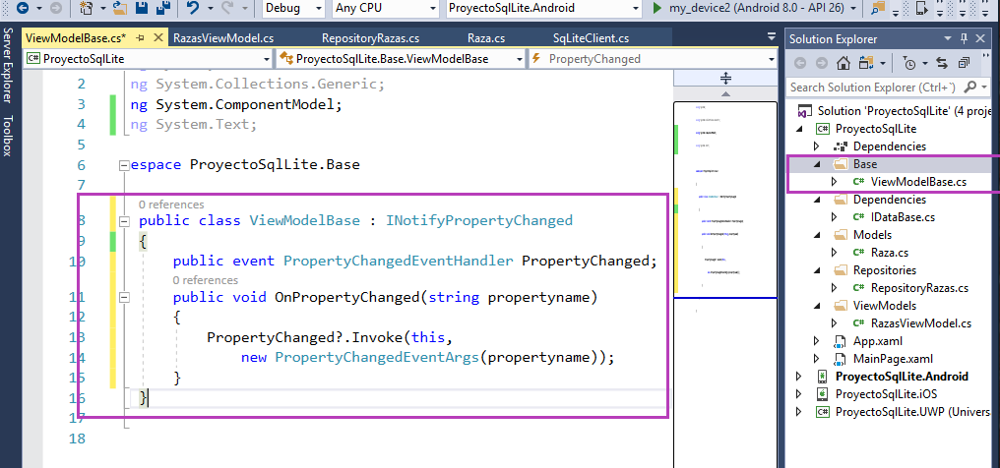 Debug Any CPU ProyectoSqlLite.Android my_device2 (Android 8.0 - API 26)
Server Explorer
Toolbox
ViewModelBase.cs* RazasViewModel.cs RepositoryRazas.cs Raza.cs SqLiteClient.cs
ProyectoSqlLite ProyectoSqlLite.Base.ViewModelBase PropertyChanged
2 ng System.Collections.Generic;
3 ng System.ComponentModel;
4 ng System.Text;
5
6 espace ProyectoSqlLite.Base
7
0 references
8 public class ViewModelBase : INotifyPropertyChanged
9 {
10 public event PropertyChangedEventHandler PropertyChanged;
0 references
11 public void OnPropertyChanged(string propertyname)
12 {
13 PropertyChanged?.Invoke(this,
14 new PropertyChangedEventArgs(propertyname));
15 }
16 }
17
18
Solution Explorer
Search Solution Explorer (Ctrl+`)
Solution 'ProyectoSqlLite' (4 proje
C# ProyectoSqlLite
Dependencies
Base
C# ViewModelBase.cs
Dependencies
C# IDataBase.cs
Models
C# Raza.cs
Repositories
C# RepositoryRazas.cs
ViewModels
C# RazasViewModel.cs
App.xaml
MainPage.xaml
ProyectoSqlLite.Android
ProyectoSqlLite.iOS
ProyectoSqlLite.UWP (Univers